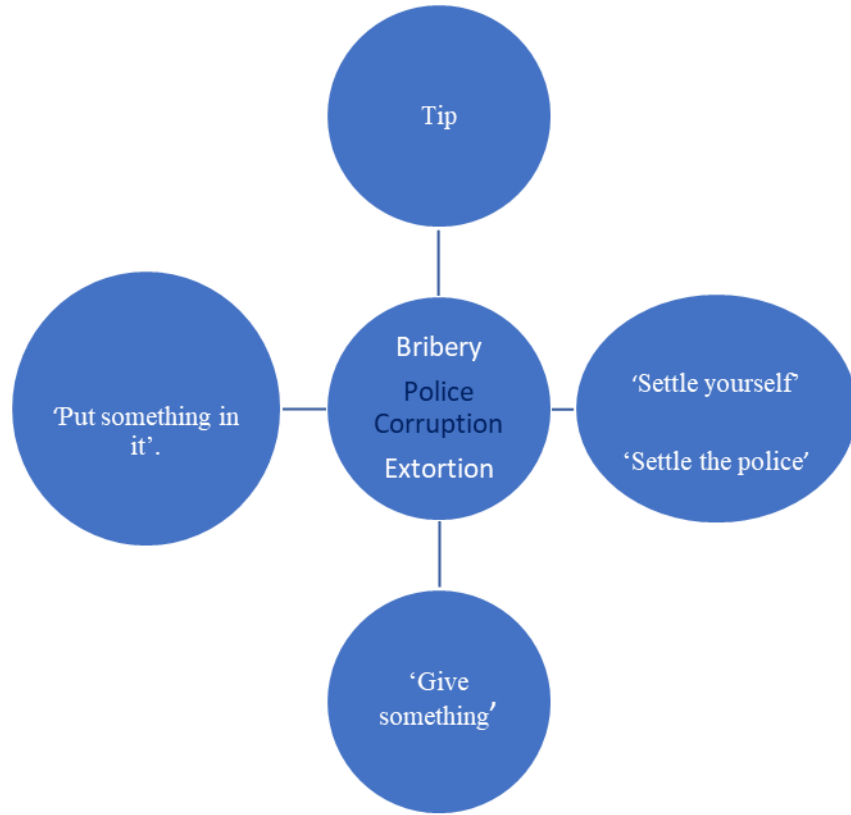 Tip
Bribery
Police
Corruption
Extortion
'Put something in
it'.
‘Settle yourself’
‘Settle the police’
‘Give
something’